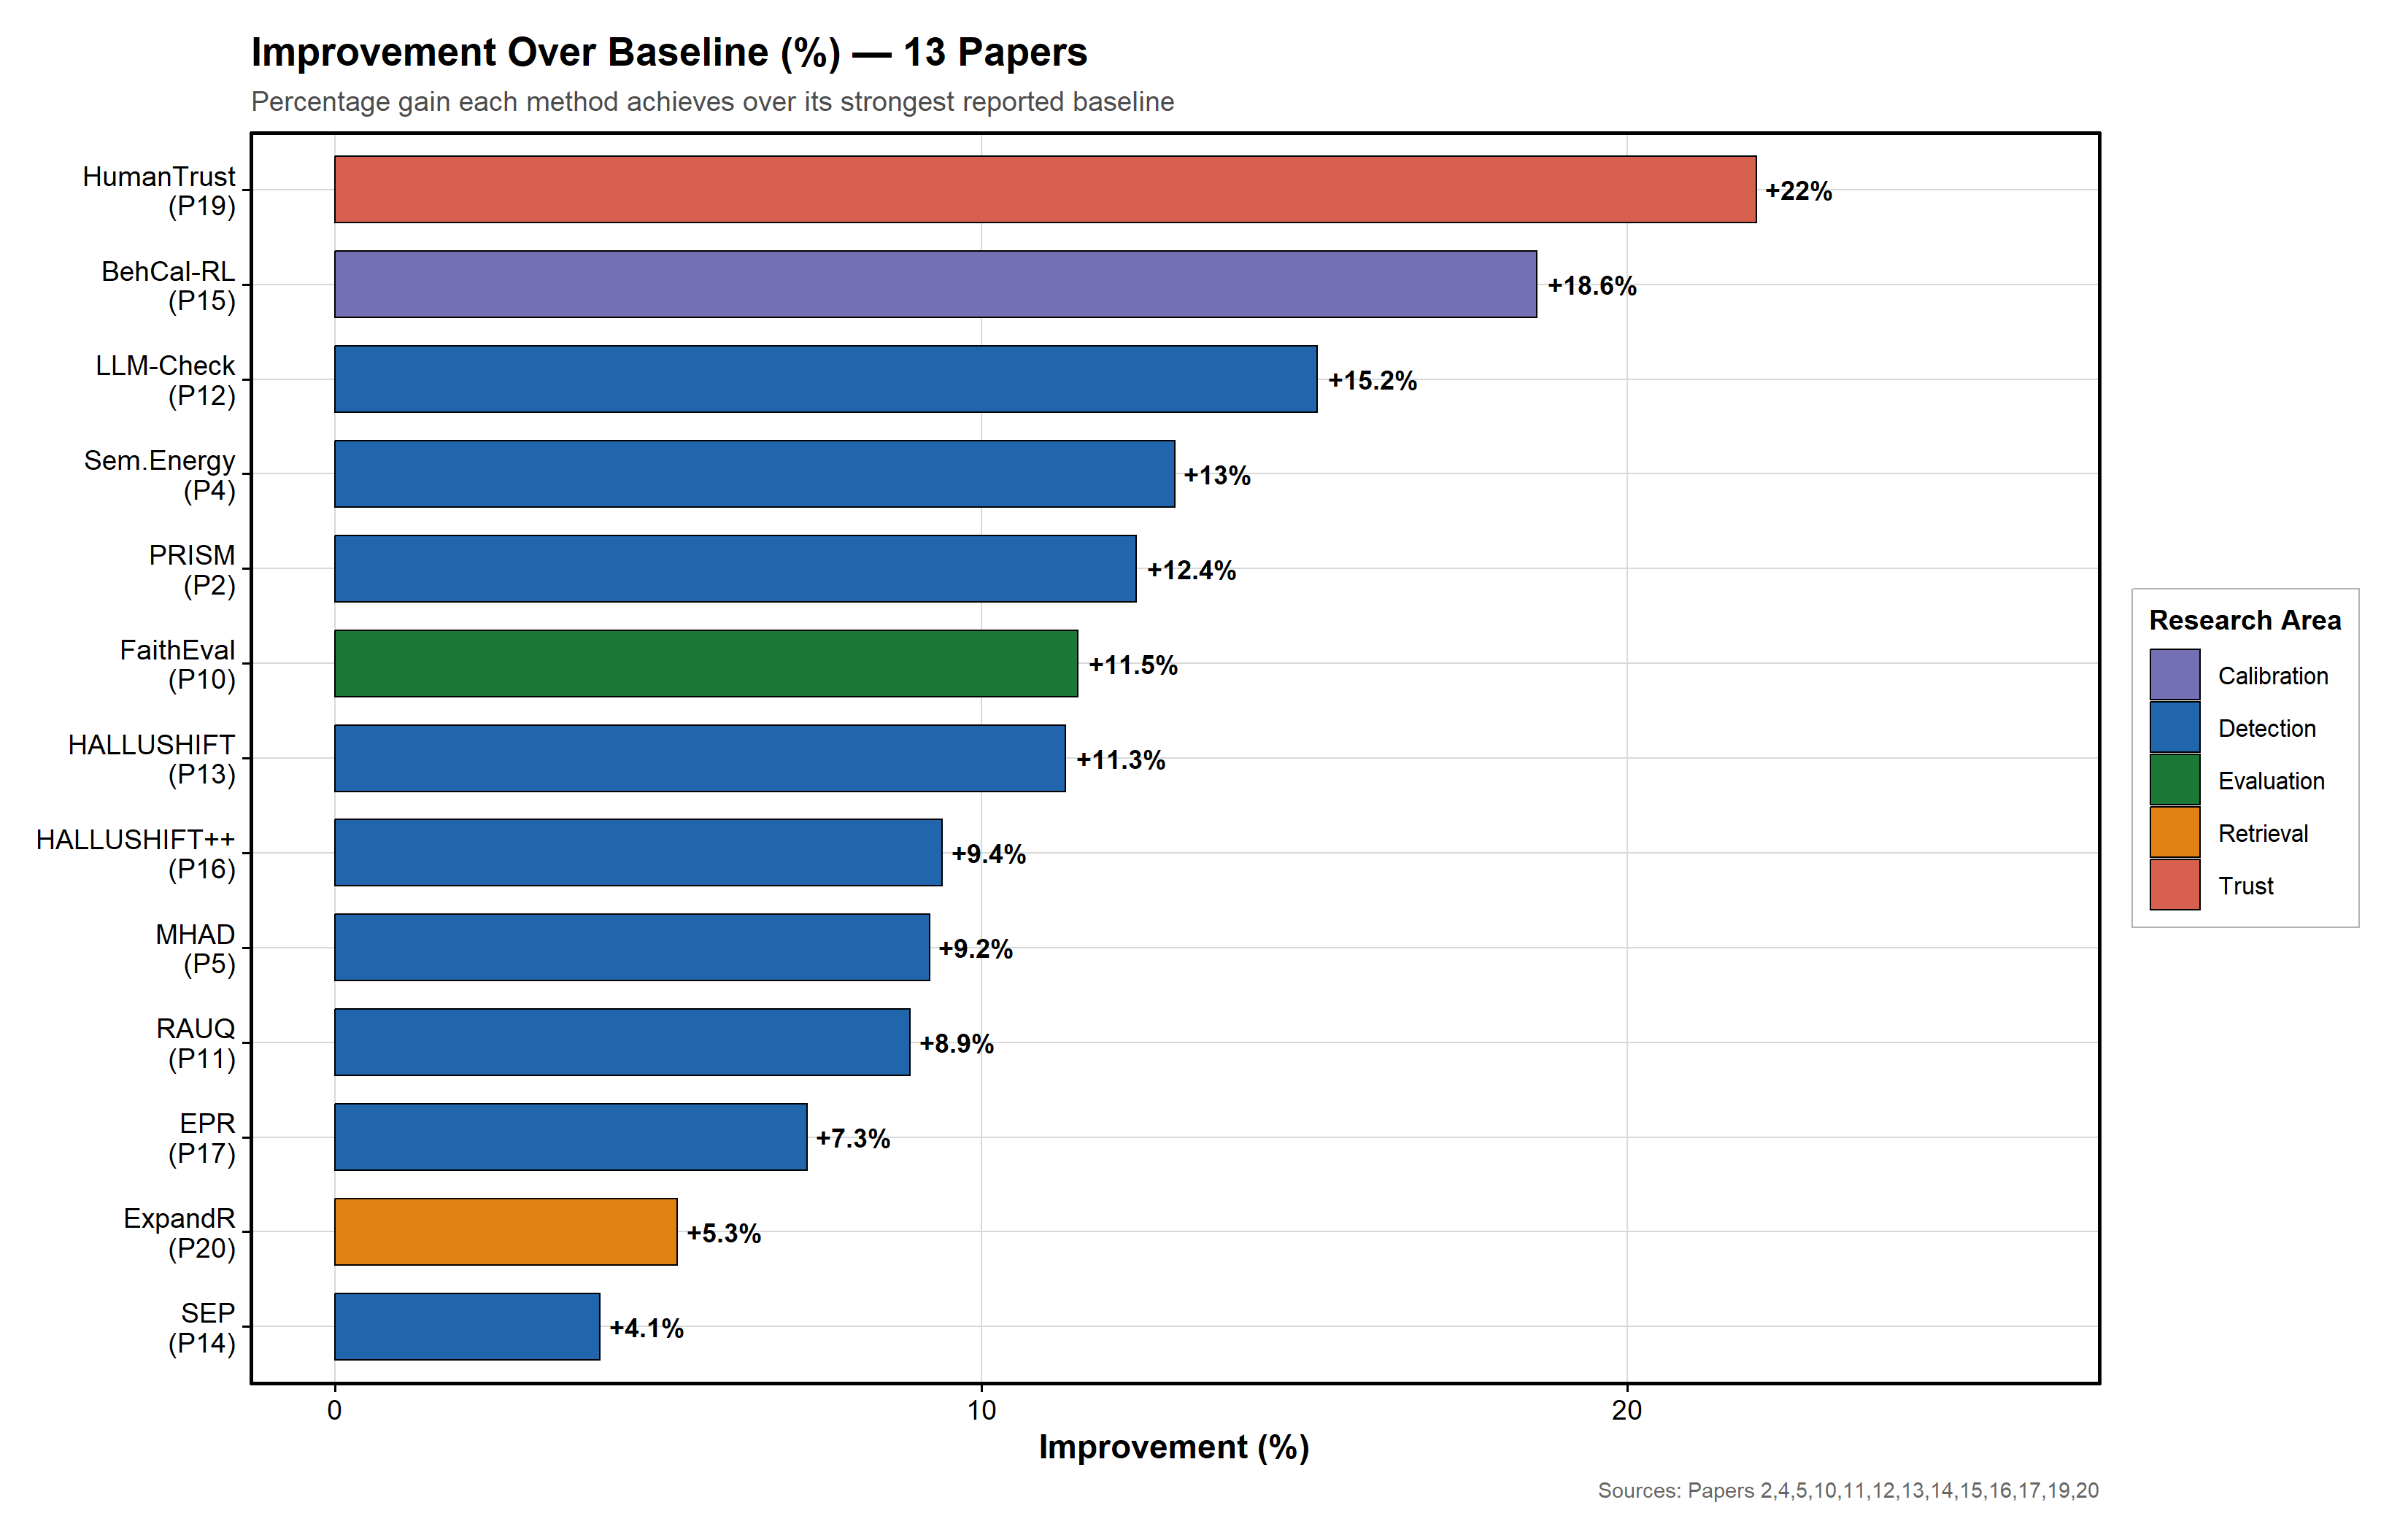 Improvement Over Baseline (%) — 13 Papers
Percentage gain each method achieves over its strongest reported baseline
HumanTrust
(P19)
+22%
BehCal-RL
(P15)
+18.6%
LLM-Check
(P12)
+15.2%
Sem.Energy
(P4)
+13%
PRISM
(P2)
+12.4%
FaithEval
(P10)
+11.5%
HALLUSHIFT
(P13)
+11.3%
HALLUSHIFT++
(P16)
+9.4%
MHAD
(P5)
+9.2%
RAUQ
(P11)
+8.9%
EPR
(P17)
+7.3%
ExpandR
(P20)
+5.3%
SEP
(P14)
+4.1%
0
10
20
Improvement (%)
Research Area
Calibration
Detection
Evaluation
Retrieval
Trust
Sources: Papers 2,4,5,10,11,12,13,14,15,16,17,19,20